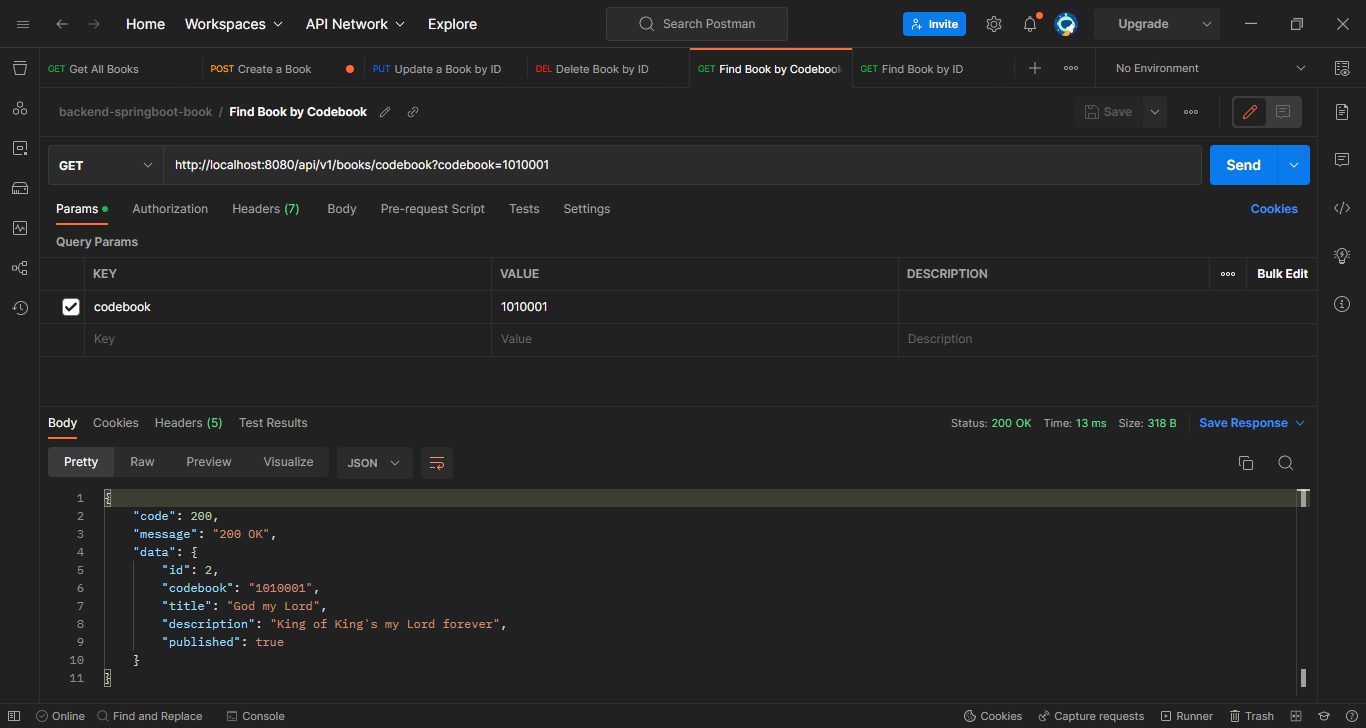 Home Workspaces API Network Explore Search Postman Invite Upgrade
GET Get All Books POST Create a Book PUT Update a Book by ID DEL Delete Book by ID GET Find Book by Codebook GET Find Book by ID No Environment
backend-springboot-book / Find Book by Codebook Save
GET http://localhost:8080/api/v1/books/codebook?codebook=1010001 Send
Params Authorization Headers (7) Body Pre-request Script Tests Settings Cookies
Query Params
KEY VALUE DESCRIPTION Bulk Edit
codebook 1010001
Key Value Description
Body Cookies Headers (5) Test Results Status: 200 OK Time: 13 ms Size: 318 B Save Response
Pretty Raw Preview Visualize JSON
1 {
2 "code": 200,
3 "message": "200 OK",
4 "data": {
5 "id": 2,
6 "codebook": "1010001",
7 "title": "God my Lord",
8 "description": "King of King's my Lord forever",
9 "published": true
10 }
11 }
Online Find and Replace Console Cookies Capture requests Runner Trash